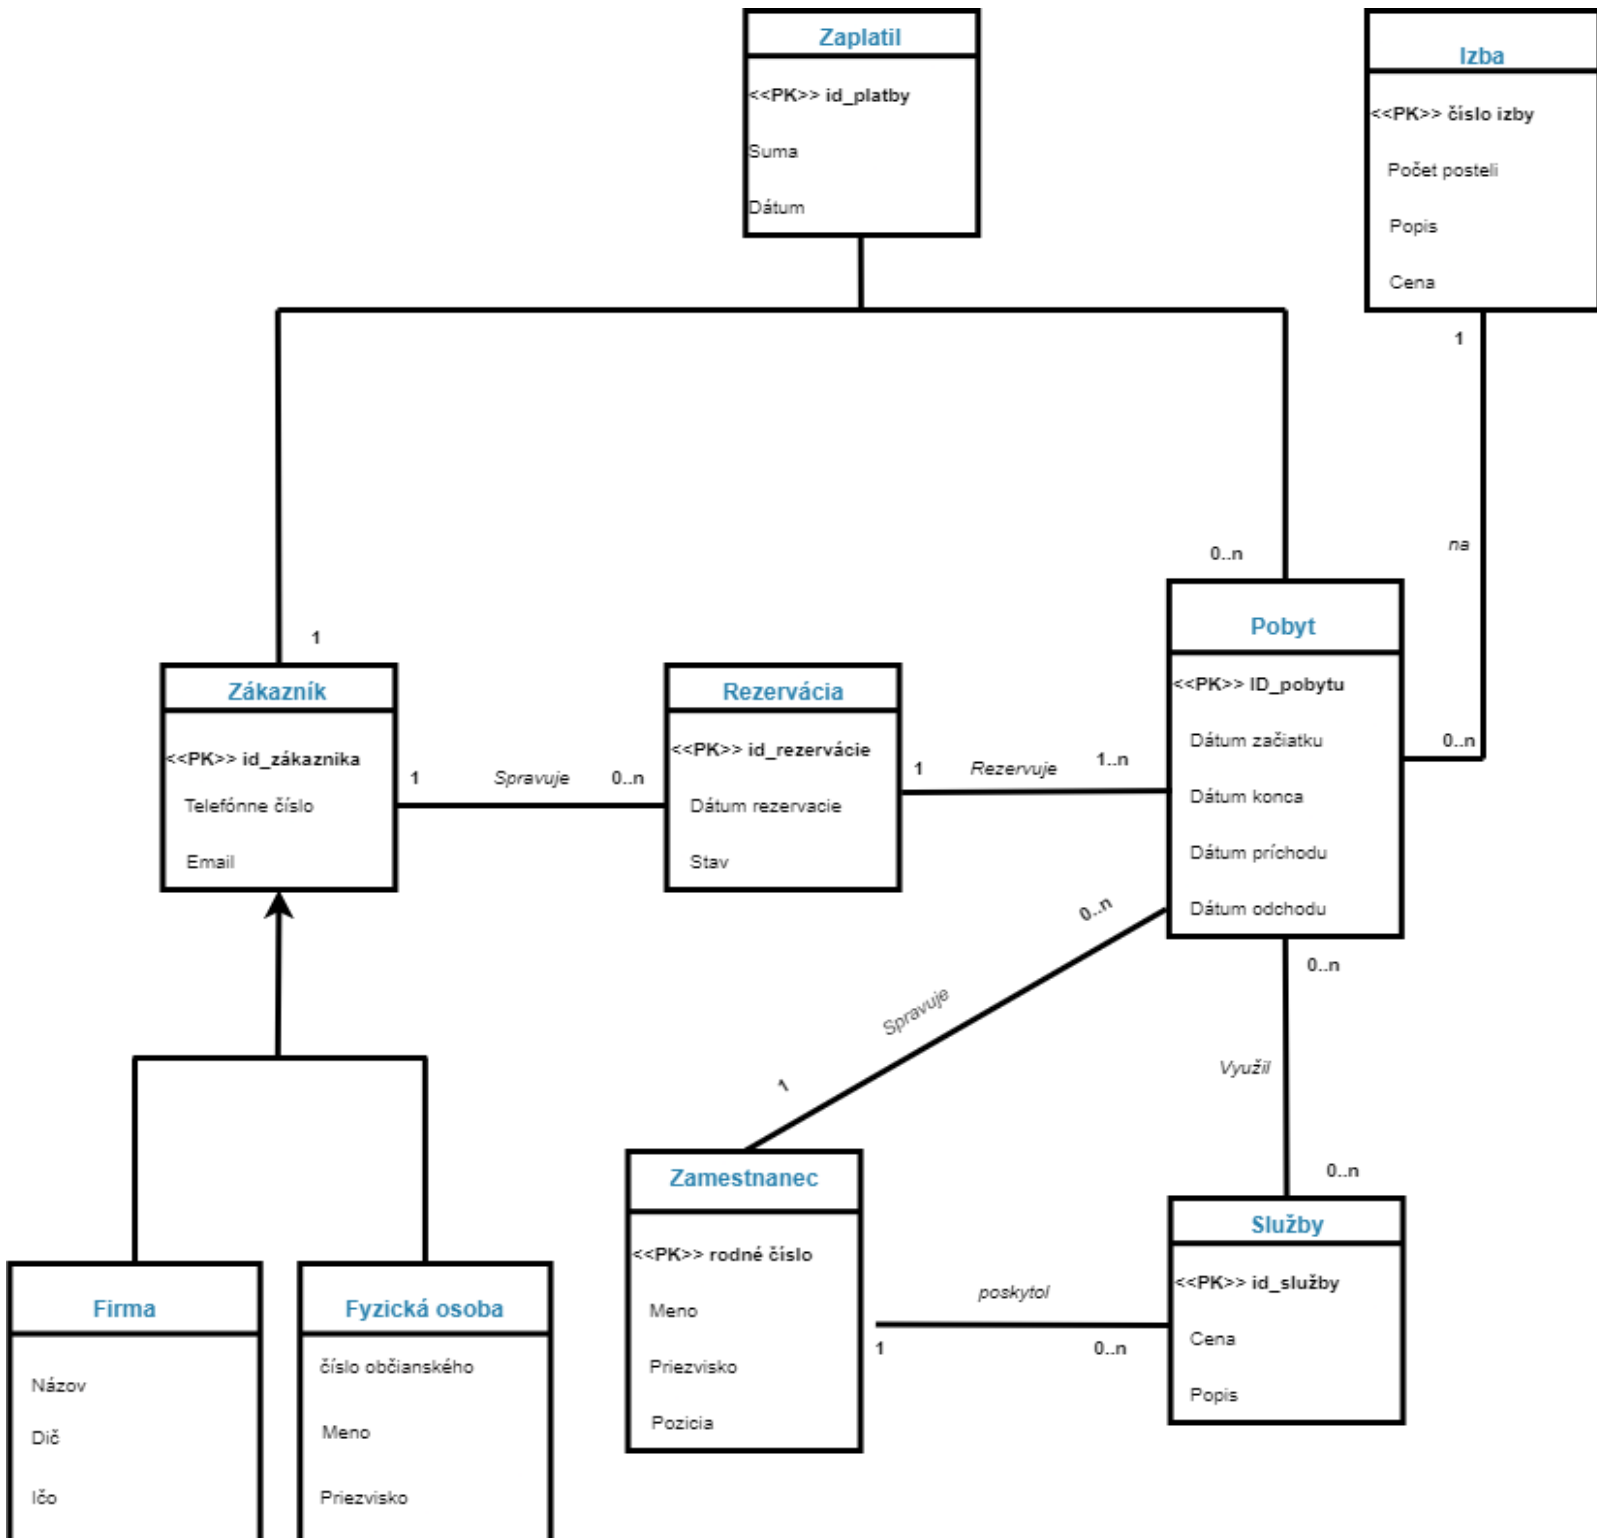 Zaplatil
<<PK>> id_platby
Suma
Dátum
Izba
<<PK>> číslo izby
Počet posteli
Popis
Cena
1
na
0..n
0..n
1
Zákazník
<<PK>> id_zákaznika
Telefónne číslo
Email
1
Spravuje
0..n
Rezervácia
<<PK>> id_rezervácie
Dátum rezervacie
Stav
1
Rezervuje
1..n
Pobyt
<<PK>> ID_pobytu
Dátum začiatku
Dátum konca
Dátum príchodu
Dátum odchodu
0..n
Spravuje
1
0..n
Využil
0..n
Firma
Názov
Dič
Ičo
Fyzická osoba
číslo občianského
Meno
Priezvisko
Zamestnanec
<<PK>> rodné číslo
Meno
Priezvisko
Pozicia
1
poskytol
0..n
Služby
<<PK>> id_služby
Cena
Popis